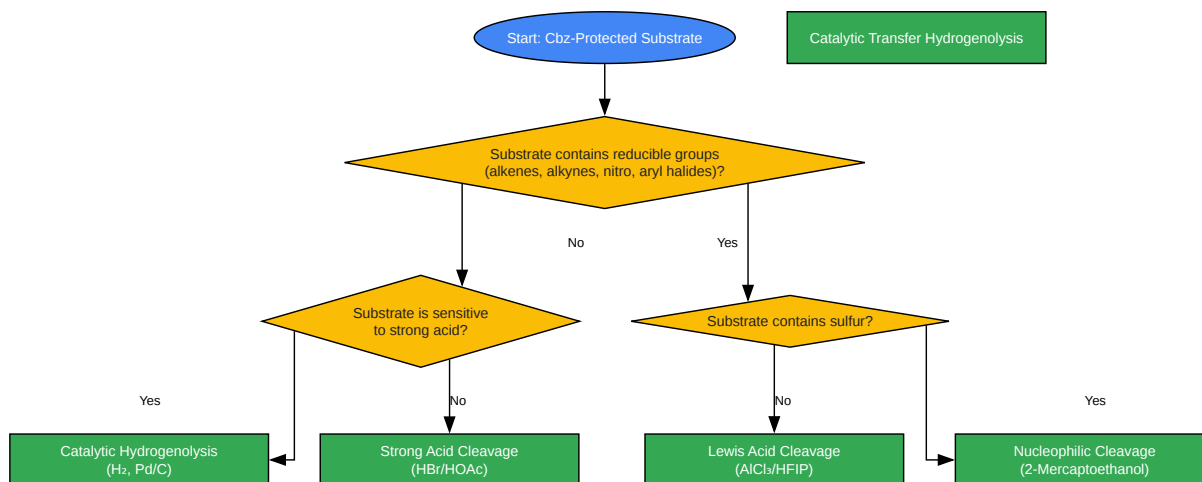 Start: Cbz-Protected Substrate
Catalytic Transfer Hydrogenolysis
Substrate contains reducible groups
(alkenes, alkynes, nitro, aryl halides)?
No
Yes
Substrate is sensitive
to strong acid?
Substrate contains sulfur?
Yes
No
No
Yes
Catalytic Hydrogenolysis
(H₂, Pd/C)
Strong Acid Cleavage
(HBr/HOAc)
Lewis Acid Cleavage
(AlCl₃/HFIP)
Nucleophilic Cleavage
(2-Mercaptoethanol)